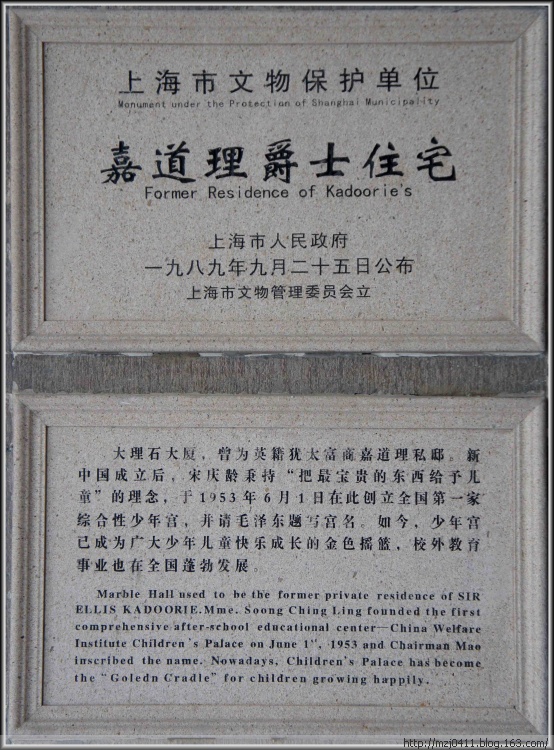 上海市文物保护单位
Monument under the Protection of Shanghai Municipality
嘉道理爵士住宅
Former Residence of Kadoorie's
上海市人民政府
一九八九年九月二十五日公布
上海市文物管理委员会立
大理石大厦，曾为英籍犹太富商嘉道理私邸。新
中国成立后，宋庆龄秉持“把最宝贵的东西给予儿
童”的理念，于1953年6月1日在此创立全国第一家
综合性少年宫，并请毛泽东题写宫名。如今，少年宫
已成为广大少年儿童快乐成长的金色摇篮，校外教育
事业也在全国蓬勃发展。
Marble Hall used to be the former private residence of SIR
ELLIS KADOORIE.Mme. Soong Ching Ling founded the first
comprehensive after-school educational center—China Welfare
Institute Children's Palace on June 1st, 1953 and Chairman Mao
inscribed the name. Nowadays, Children's Palace has become
the “Goledn Cradle” for children growing happily.
http://mzj0411.blog.163.com/